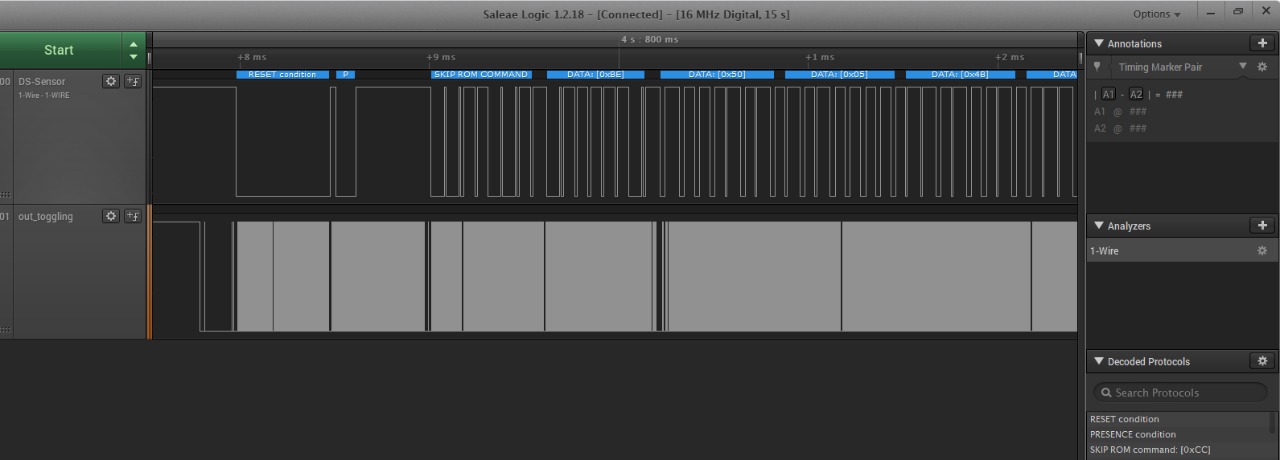 Saleae Logic 1.2.18 - [Connected] - [16 MHz Digital, 15 s]
Options
Start
4 s : 800 ms
+8 ms
+9 ms
+1 ms
+2 ms
00
DS-Sensor
1-Wire - 1-WIRE
RESET condition
P
SKIP ROM COMMAND
DATA: [0xBE]
DATA: [0x50]
DATA: [0x05]
DATA: [0x4B]
DATA
01
out_toggling
Annotations
Timing Marker Pair
| A1 - A2 | = ###
A1 @ ###
A2 @ ###
Analyzers
1-Wire
Decoded Protocols
Search Protocols
RESET condition
PRESENCE condition
SKIP ROM command: [0xCC]